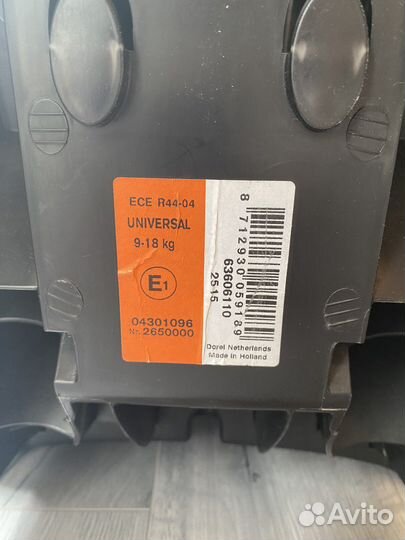 ECE R44-04
UNIVERSAL
9-18 kg
E1
04301096
Nr. 2650000
8 712930 059189
63606110
2515
Dorel Netherlands
Made in Holland
Avito